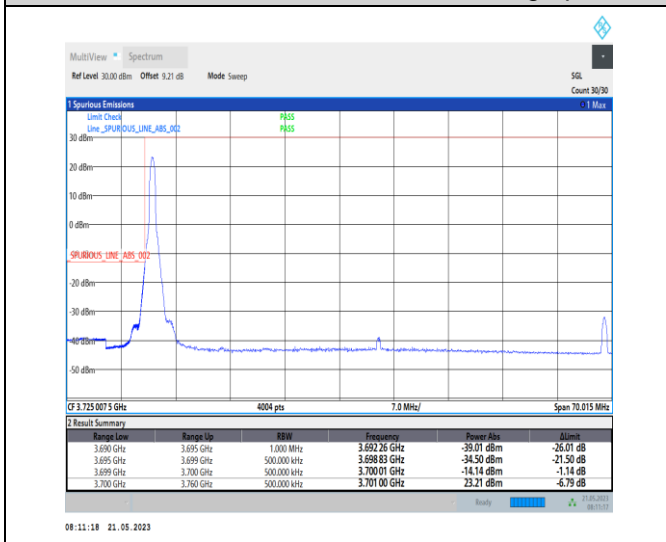 MultiView Spectrum
Ref Level 30.00 dBm Offset 9.21 dB Mode Sweep SGL
Count 30/30
1 Spurious Emissions 1 Max
Limit Check PASS
Line _SPURIOUS_LINE_ABS_002 PASS
30 dBm
20 dBm
10 dBm
0 dBm
_SPURIOUS_LINE_ABS_002
-20 dBm
-30 dBm
-40 dBm
-50 dBm
CF 3.725 007 5 GHz 4004 pts 7.0 MHz/ Span 70.015 MHz
2 Result Summary
Range Low Range Up RBW Frequency Power Abs ΔLimit
3.690 GHz 3.695 GHz 1.000 MHz 3.692 26 GHz -39.01 dBm -26.01 dB
3.695 GHz 3.699 GHz 500.000 kHz 3.698 83 GHz -34.50 dBm -21.50 dB
3.699 GHz 3.700 GHz 500.000 kHz 3.700 01 GHz -14.14 dBm -1.14 dB
3.700 GHz 3.760 GHz 500.000 kHz 3.701 00 GHz 23.21 dBm -6.79 dB
Ready 21.05.2023
08:11:17
08:11:18 21.05.2023